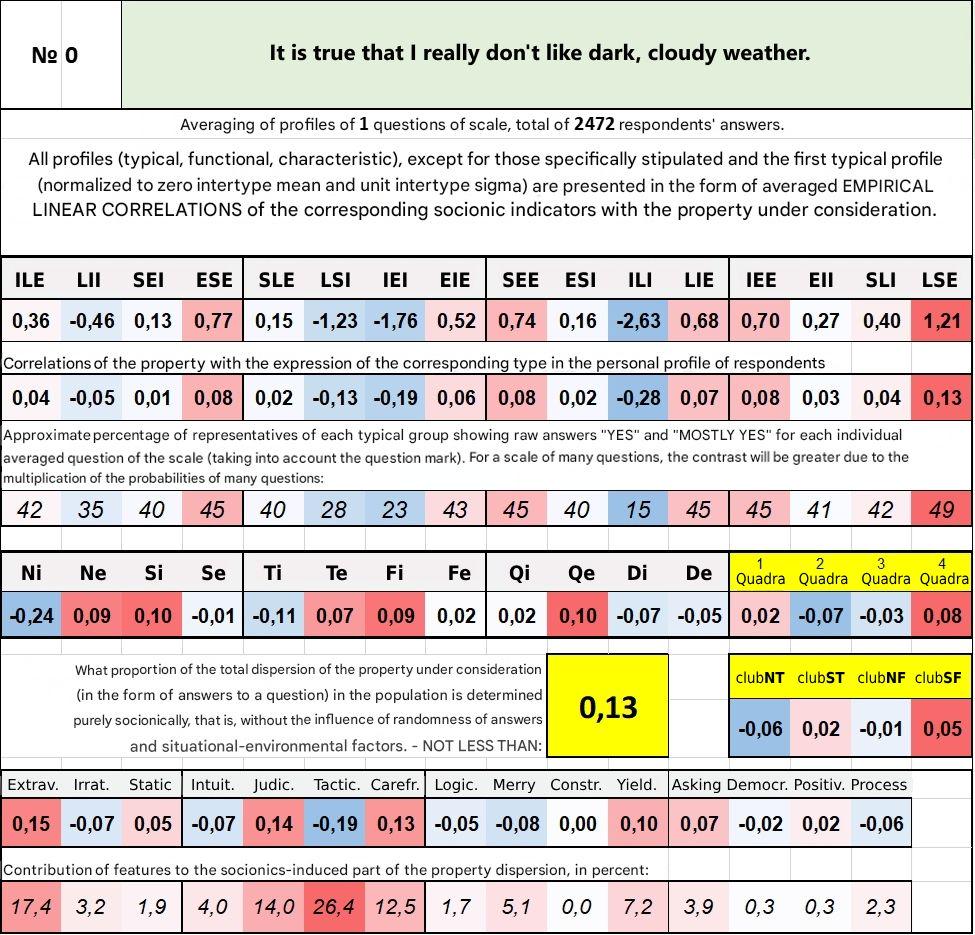 № 0
It is true that I really don't like dark, cloudy weather.
Averaging of profiles of 1 questions of scale, total of 2472 respondents' answers.
All profiles (typical, functional, characteristic), except for those specifically stipulated and the first typical profile
(normalized to zero intertype mean and unit intertype sigma) are presented in the form of averaged EMPIRICAL
LINEAR CORRELATIONS of the corresponding socionic indicators with the property under consideration.
ILE LII SEI ESE SLE LSI IEI EIE SEE ESI ILI LIE IEE EII SLI LSE
0,36 -0,46 0,13 0,77 0,15 -1,23 -1,76 0,52 0,74 0,16 -2,63 0,68 0,70 0,27 0,40 1,21
Correlations of the property with the expression of the corresponding type in the personal profile of respondents
0,04 -0,05 0,01 0,08 0,02 -0,13 -0,19 0,06 0,08 0,02 -0,28 0,07 0,08 0,03 0,04 0,13
Approximate percentage of representatives of each typical group showing raw answers "YES" and "MOSTLY YES" for each individual
averaged question of the scale (taking into account the question mark). For a scale of many questions, the contrast will be greater due to the
multiplication of the probabilities of many questions:
42 35 40 45 40 28 23 43 45 40 15 45 45 41 42 49
Ni Ne Si Se Ti Te Fi Fe Qi Qe Di De 1 Quadra 2 Quadra 3 Quadra 4 Quadra
-0,24 0,09 0,10 -0,01 -0,11 0,07 0,09 0,02 0,02 0,10 -0,07 -0,05 0,02 -0,07 -0,03 0,08
What proportion of the total dispersion of the property under consideration
(in the form of answers to a question) in the population is determined
purely socionically, that is, without the influence of randomness of answers
and situational-environmental factors. - NOT LESS THAN:
0,13
clubNT clubST clubNF clubSF
-0,06 0,02 -0,01 0,05
Extrav. Irrat. Static Intuit. Judic. Tactic. Carefr. Logic. Merry Constr. Yield. Asking Democr. Positiv. Process
0,15 -0,07 0,05 -0,07 0,14 -0,19 0,13 -0,05 -0,08 0,00 0,10 0,07 -0,02 0,02 -0,06
Contribution of features to the socionics-induced part of the property dispersion, in percent:
17,4 3,2 1,9 4,0 14,0 26,4 12,5 1,7 5,1 0,0 7,2 3,9 0,3 0,3 2,3